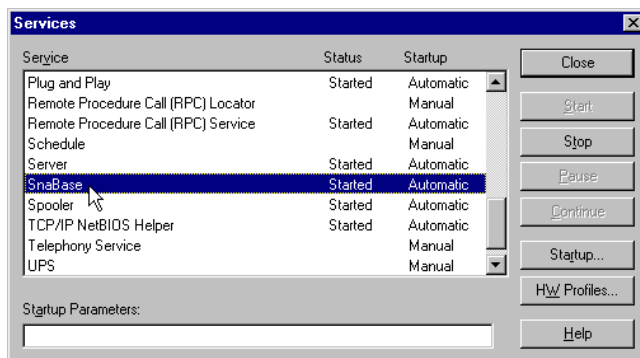 Services
Service Status Startup
Plug and Play Started Automatic
Remote Procedure Call (RPC) Locator Manual
Remote Procedure Call (RPC) Service Started Automatic
Schedule Manual
Server Started Automatic
SnaBase Started Automatic
Spooler Started Automatic
TCP/IP NetBIOS Helper Started Automatic
Telephony Service Manual
UPS Manual
Startup Parameters:
Close
Start
Stop
Pause
Continue
Startup...
HW Profiles...
Help